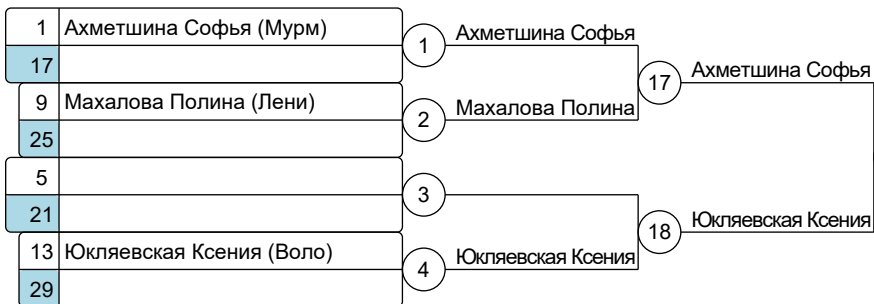 1 Ахметшина Софья (Мурм)
17
1 Ахметшина Софья
9 Махалова Полина (Лени)
25
2 Махалова Полина
17 Ахметшина Софья
5
21
3
13 Юкляевская Ксения (Воло)
29
4 Юкляевская Ксения
18 Юкляевская Ксения